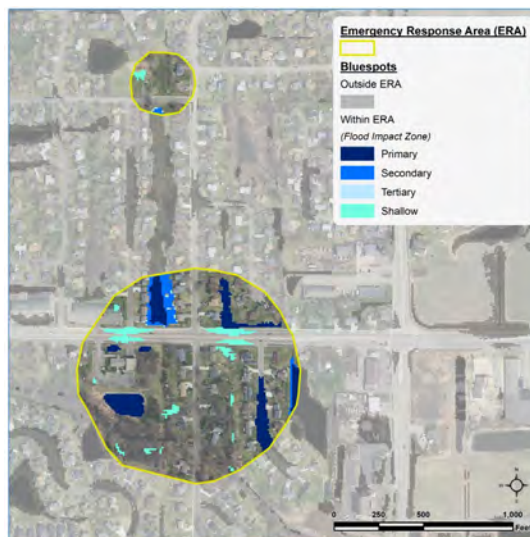 Emergency Response Area (ERA)
Bluespots
Outside ERA
Within ERA
(Flood Impact Zone)
Primary
Secondary
Tertiary
Shallow
N
0 250 500 1,000
Feet